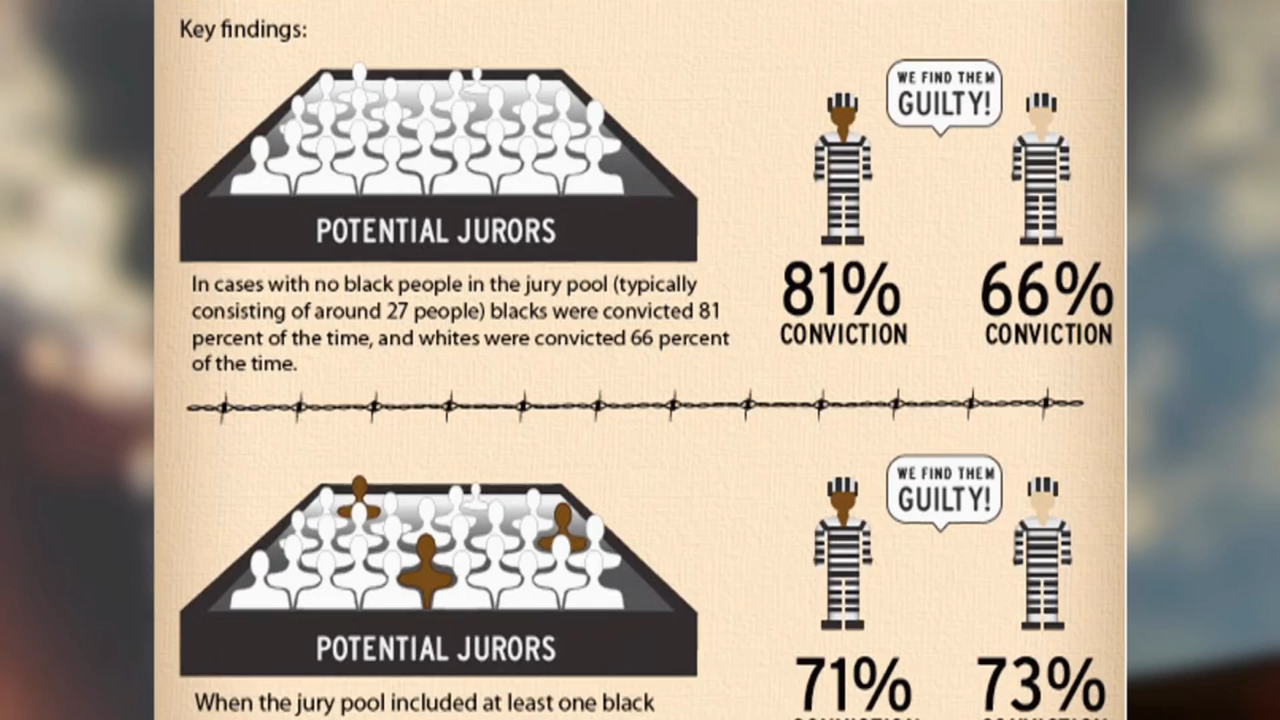 Key findings:
WE FIND THEM
GUILTY!
POTENTIAL JURORS
81%
CONVICTION
66%
CONVICTION
In cases with no black people in the jury pool (typically
consisting of around 27 people) blacks were convicted 81
percent of the time, and whites were convicted 66 percent
of the time.
WE FIND THEM
GUILTY!
POTENTIAL JURORS
71%
73%
When the jury pool included at least one black